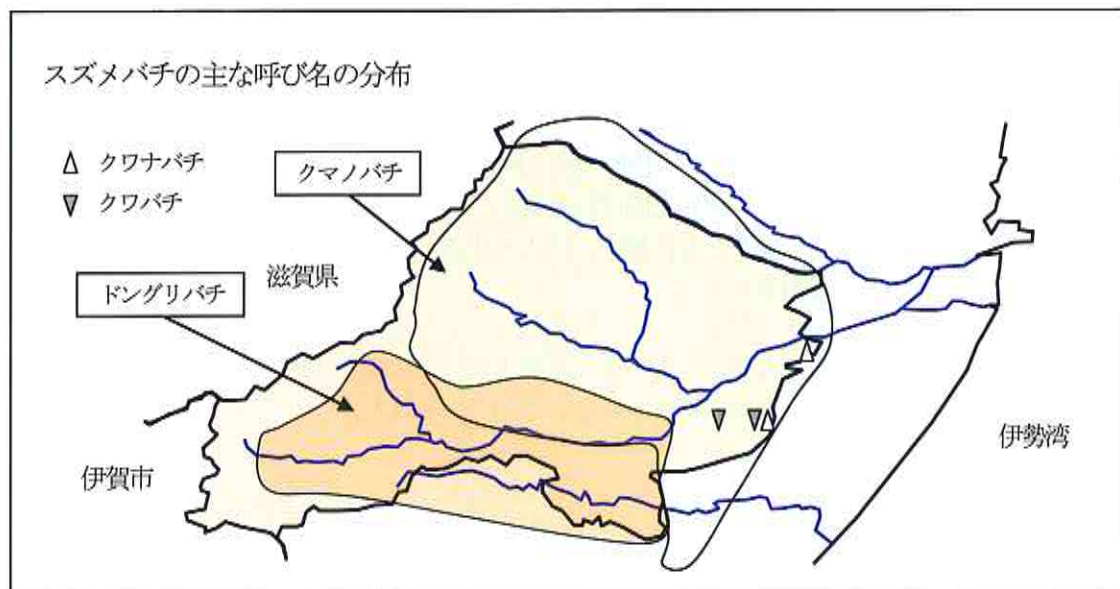 スズメバチの主な呼び名の分布
クワナバチ
クワバチ
クマノバチ
滋賀県
ドングリバチ
伊賀市
伊勢湾